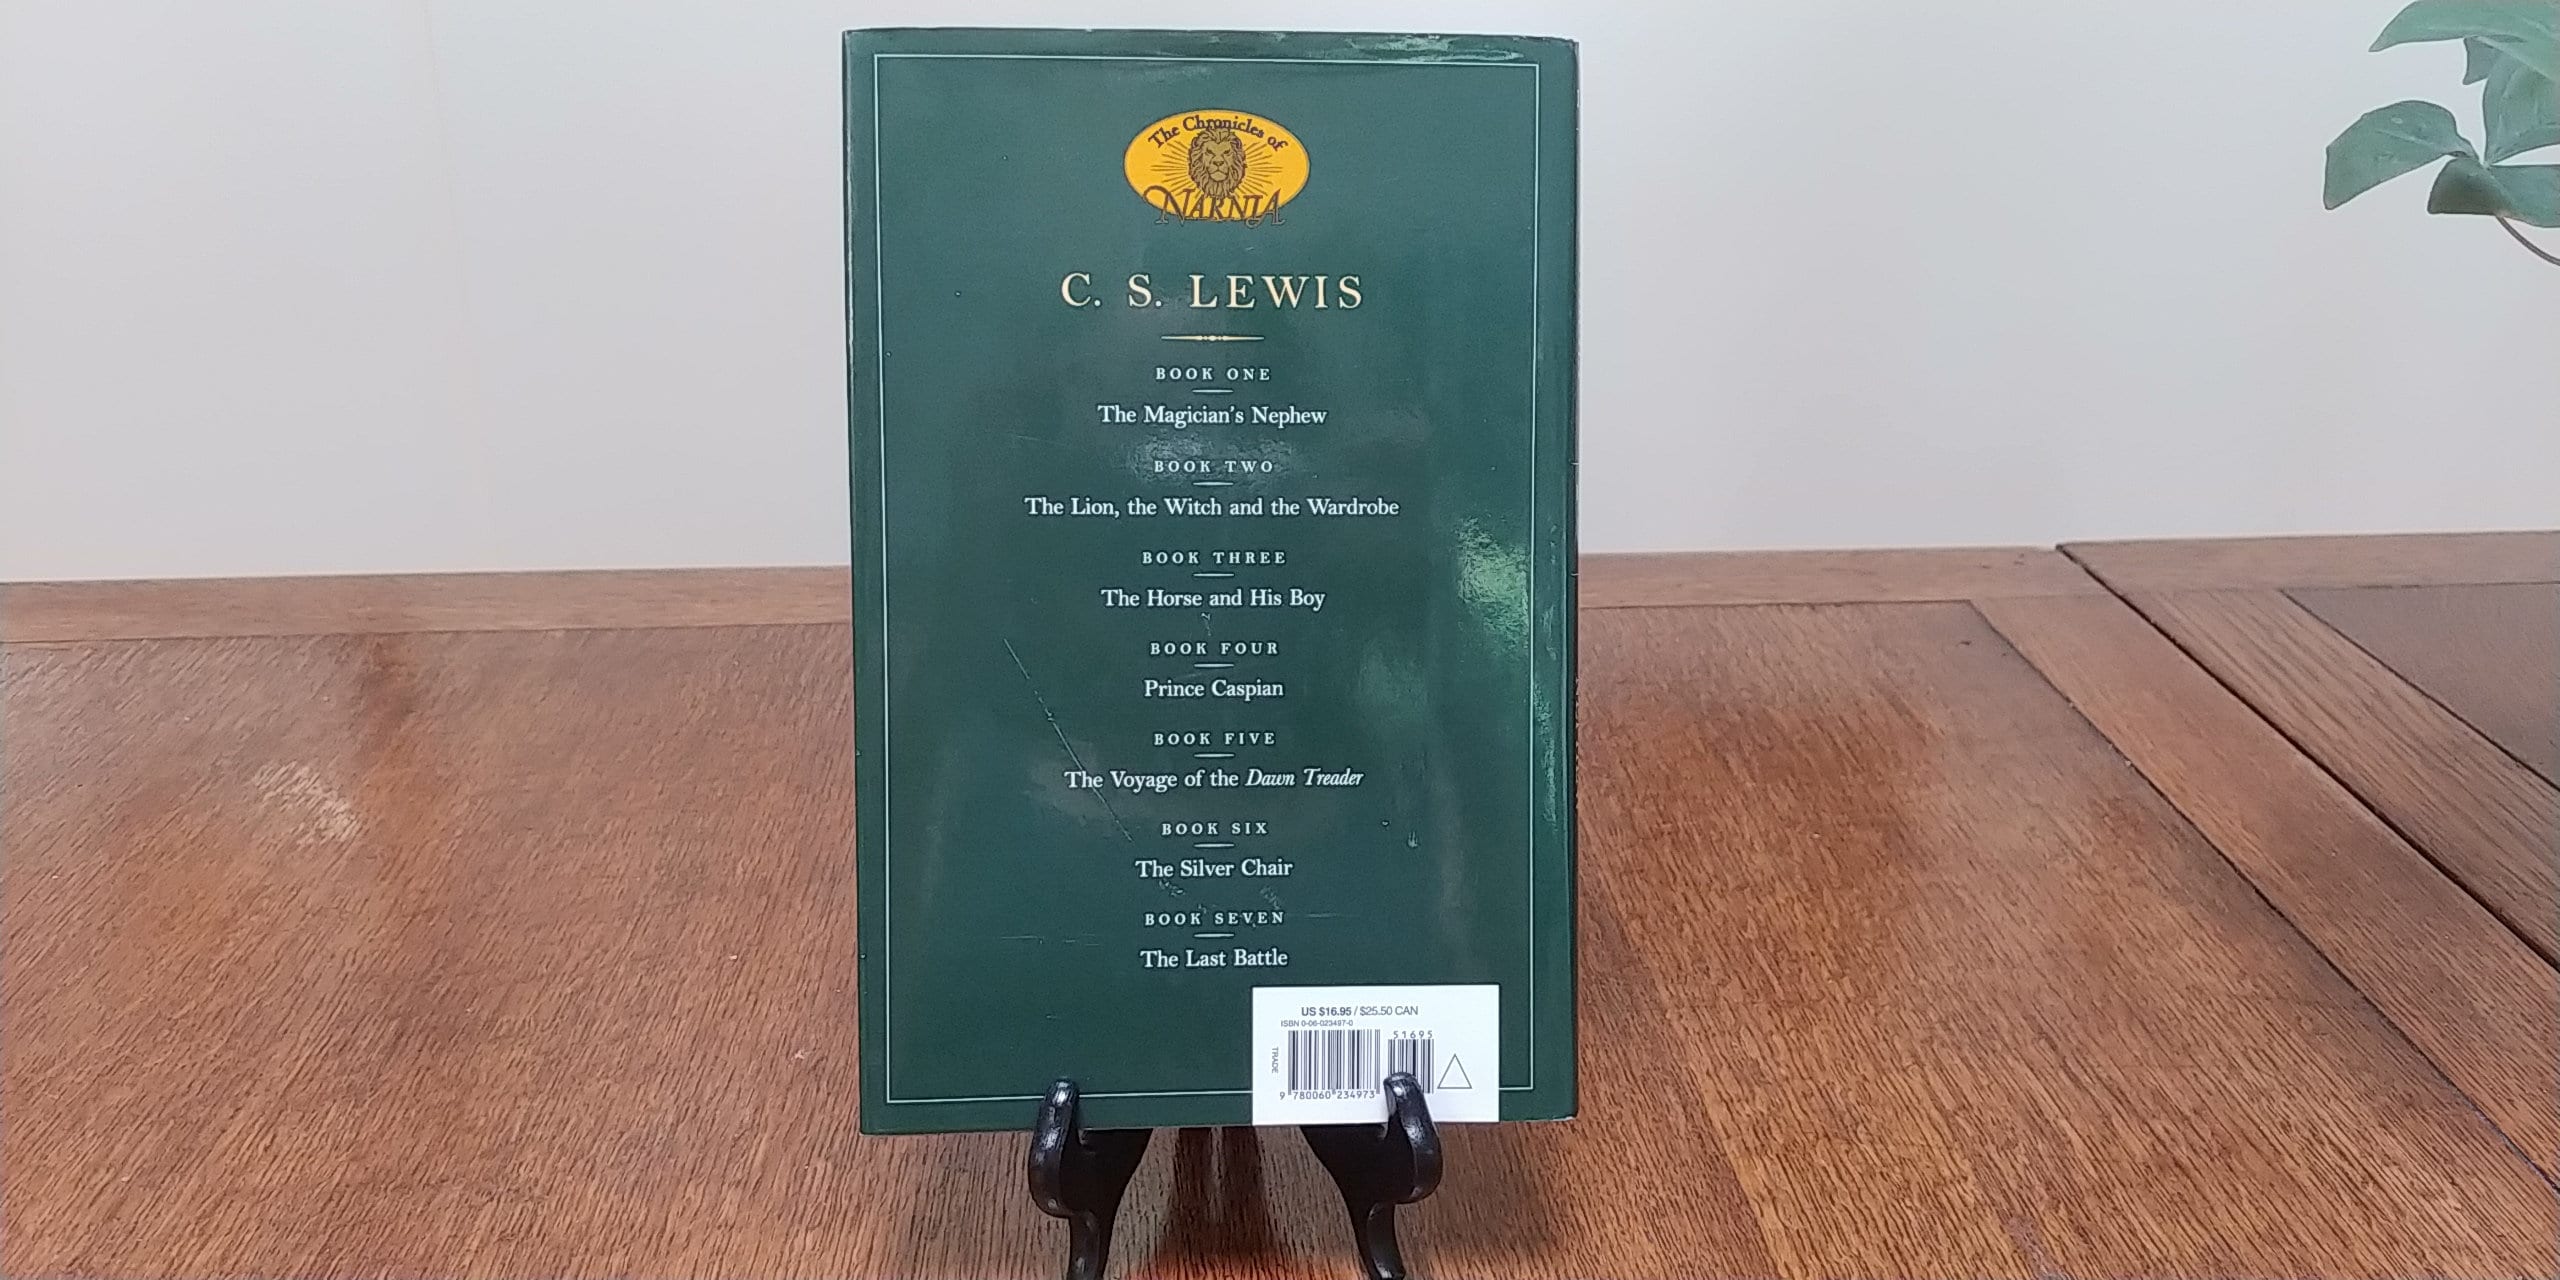 The Chronicles of
NARNIA
C. S. LEWIS
BOOK ONE
The Magician's Nephew
BOOK TWO
The Lion, the Witch and the Wardrobe
BOOK THREE
The Horse and His Boy
BOOK FOUR
Prince Caspian
BOOK FIVE
The Voyage of the Dawn Treader
BOOK SIX
The Silver Chair
BOOK SEVEN
The Last Battle
US $16.95 / $25.50 CAN
ISBN 0-06-023497-0
51695
TRADE
9 780060 234973